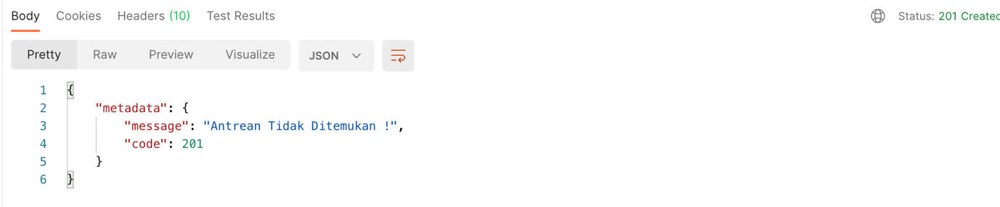 Body Cookies Headers (10) Test Results Status: 201 Created
Pretty Raw Preview Visualize JSON
1 {
2 "metadata": {
3 "message": "Antrean Tidak Ditemukan !",
4 "code": 201
5 }
6 }